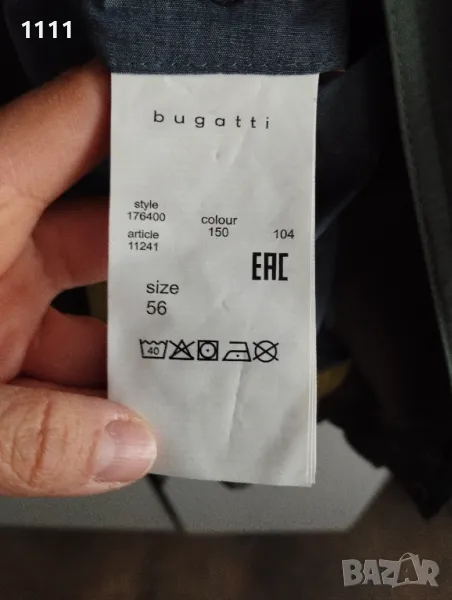 1111
bugatti
style
176400
colour
150
104
article
11241
EAC
size
56
40
BAZAR